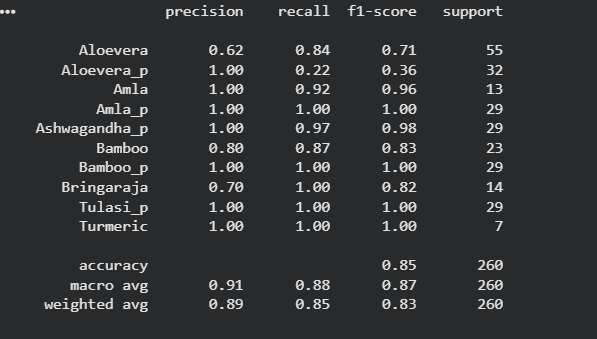 precision recall f1-score support
Aloevera 0.62 0.84 0.71 55
Aloevera_p 1.00 0.22 0.36 32
Amla 1.00 0.92 0.96 13
Amla_p 1.00 1.00 1.00 29
Ashwagandha_p 1.00 0.97 0.98 29
Bamboo 0.80 0.87 0.83 23
Bamboo_p 1.00 1.00 1.00 29
Bringaraja 0.70 1.00 0.82 14
Tulasi_p 1.00 1.00 1.00 29
Turmeric 1.00 1.00 1.00 7
accuracy 0.85 260
macro avg 0.91 0.88 0.87 260
weighted avg 0.89 0.85 0.83 260